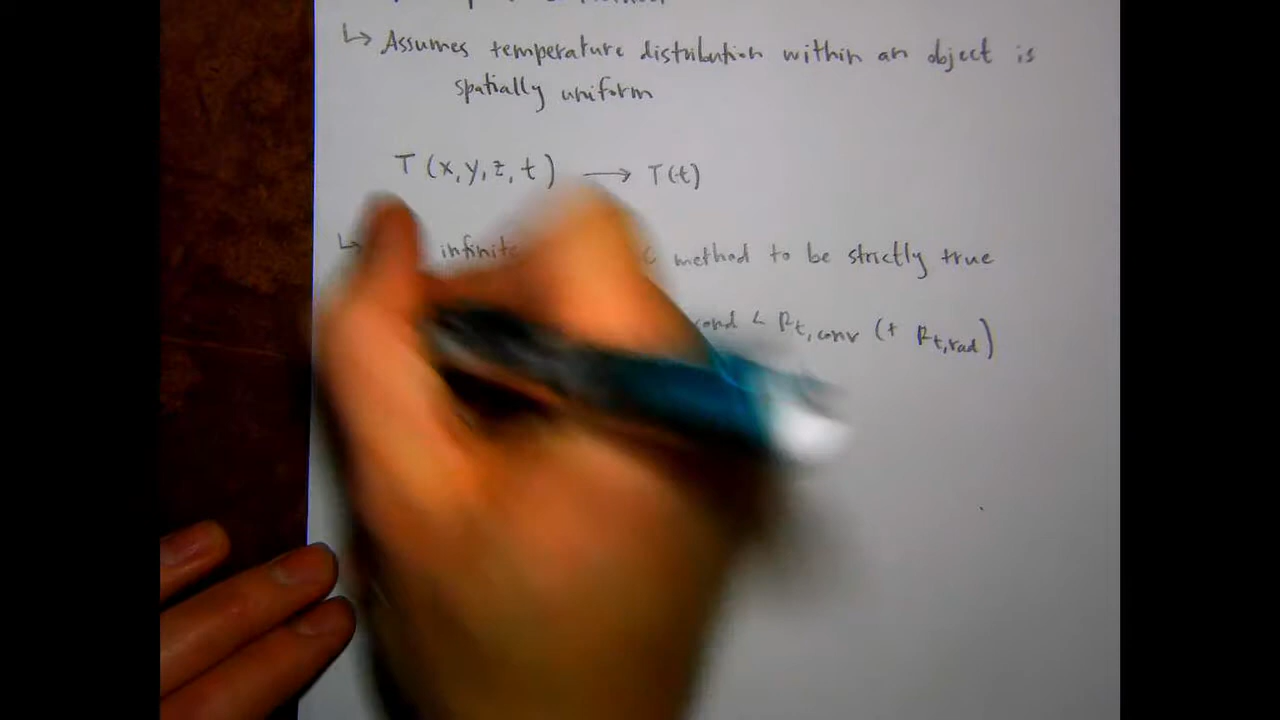 ↳ Assumes temperature distribution within an object is
spatially uniform
T (x, y, z, t) → T(t)
↳ infinite method to be strictly true
cond < Rt,conv (+ Rt,rad)